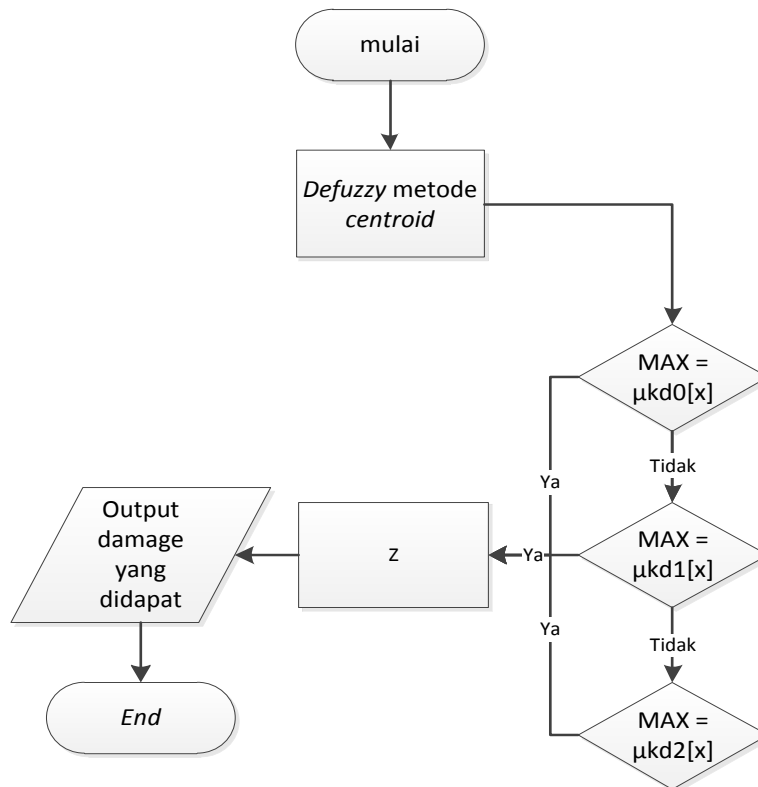 mulai
Defuzzy metode
centroid
MAX =
μkd0[x]
Tidak
Ya
MAX =
μkd1[x]
Ya
z
Output
damage
yang
didapat
Tidak
Ya
MAX =
μkd2[x]
End